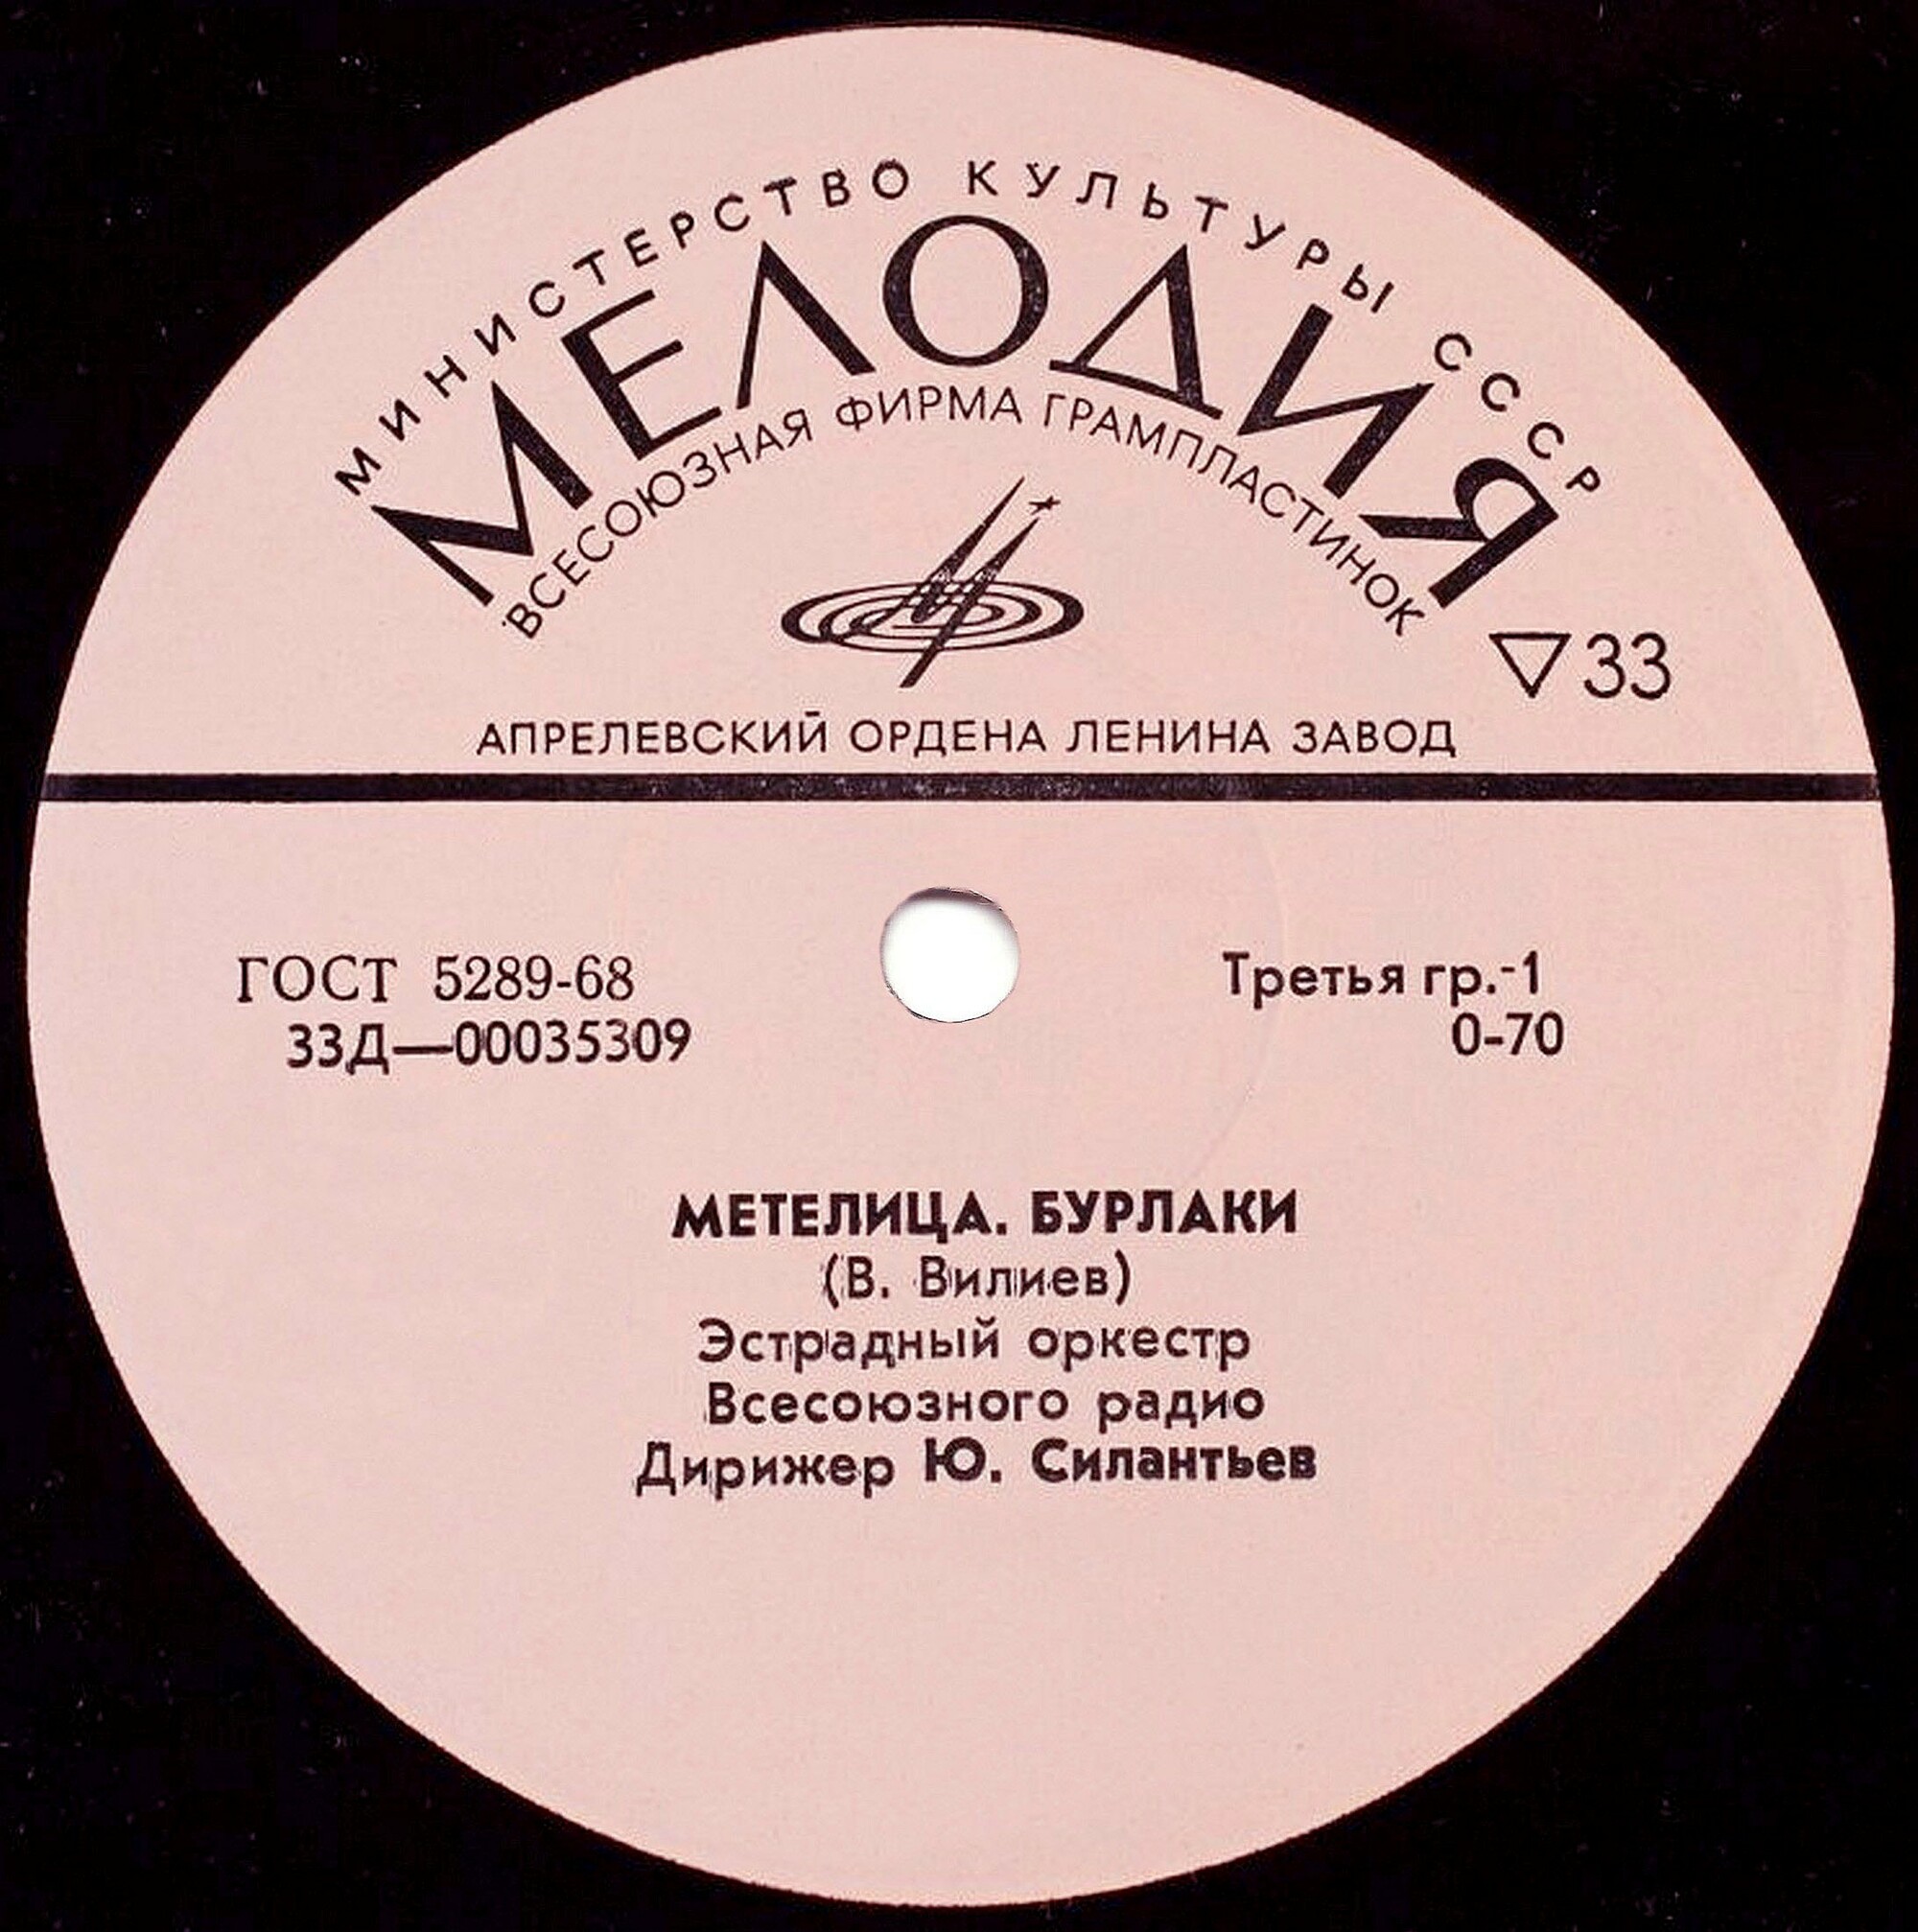 МИНИСТЕРСТВО КУЛЬТУРЫ СССР
МЕЛОДИЯ
ВСЕСОЮЗНАЯ ФИРМА ГРАМПЛАСТИНОК
▽33
АПРЕЛЕВСКИЙ ОРДЕНА ЛЕНИНА ЗАВОД
ГОСТ 5289-68
33Д—00035309
Третья гр.-1
0-70
МЕТЕЛИЦА. БУРЛАКИ
(В. Вилиев)
Эстрадный оркестр
Всесоюзного радио
Дирижер Ю. Силантьев